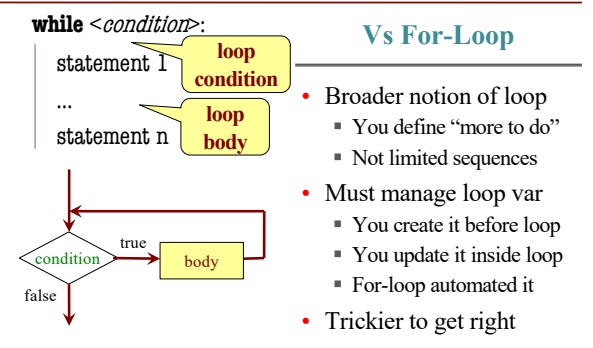 while <condition>:
statement 1
loop
condition
...
loop
body
statement n
condition
true
body
false
Vs For-Loop
• Broader notion of loop
▪ You define “more to do”
▪ Not limited sequences
• Must manage loop var
▪ You create it before loop
▪ You update it inside loop
▪ For-loop automated it
• Trickier to get right